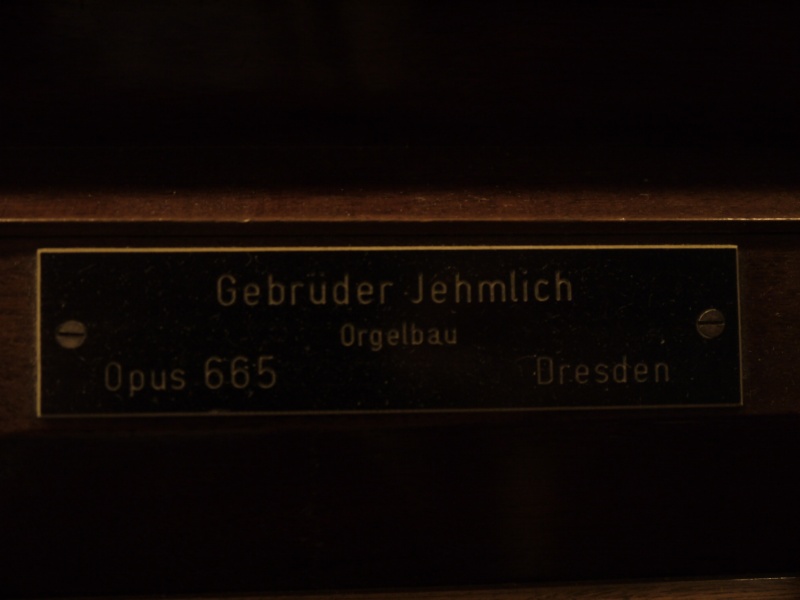 Gebrüder Jehmlich
Orgelbau
Opus 665 Dresden